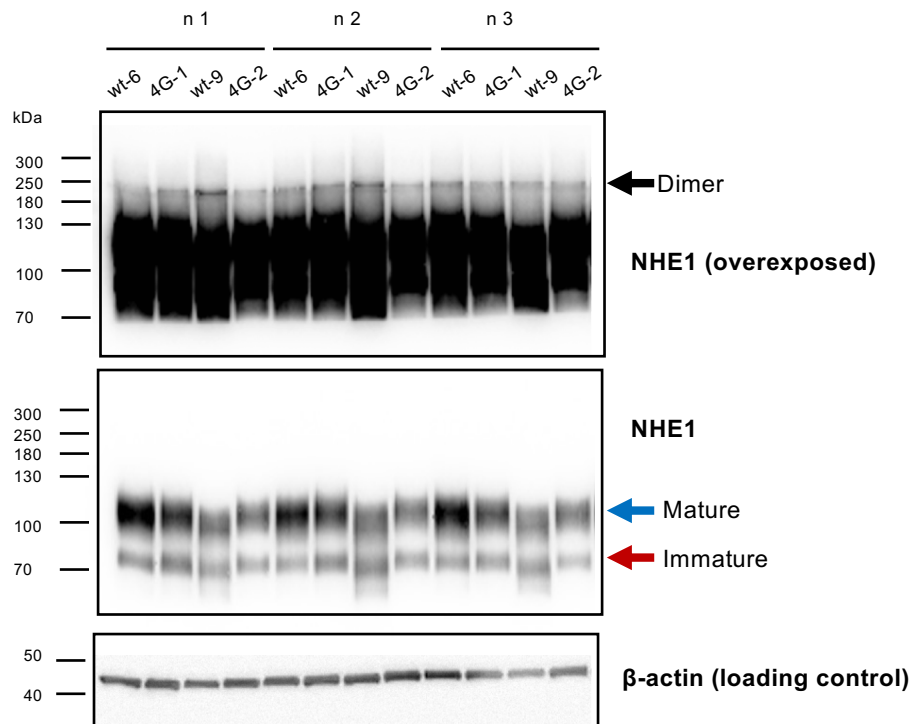 n 1 n 2 n 3
wt-6 4G-1 wt-9 4G-2 wt-6 4G-1 wt-9 4G-2 wt-6 4G-1 wt-9 4G-2
kDa
300
250
180
130
100
70
Dimer
NHE1 (overexposed)
300
250
180
130
100
70
NHE1
Mature
Immature
50
40
β-actin (loading control)